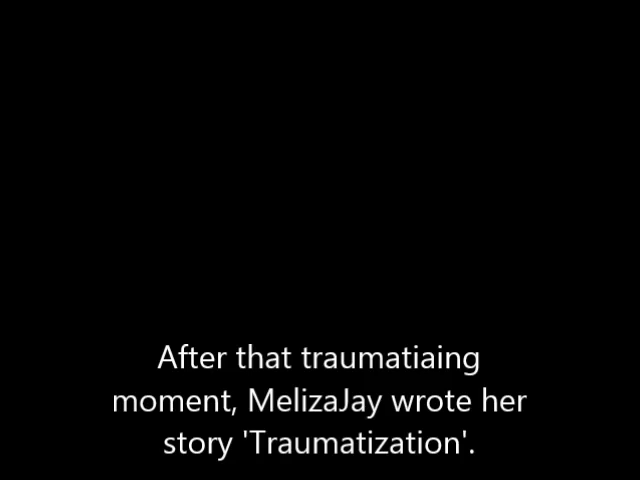 After that traumatiaing
moment, MelizaJay wrote her
story 'Traumatization'.